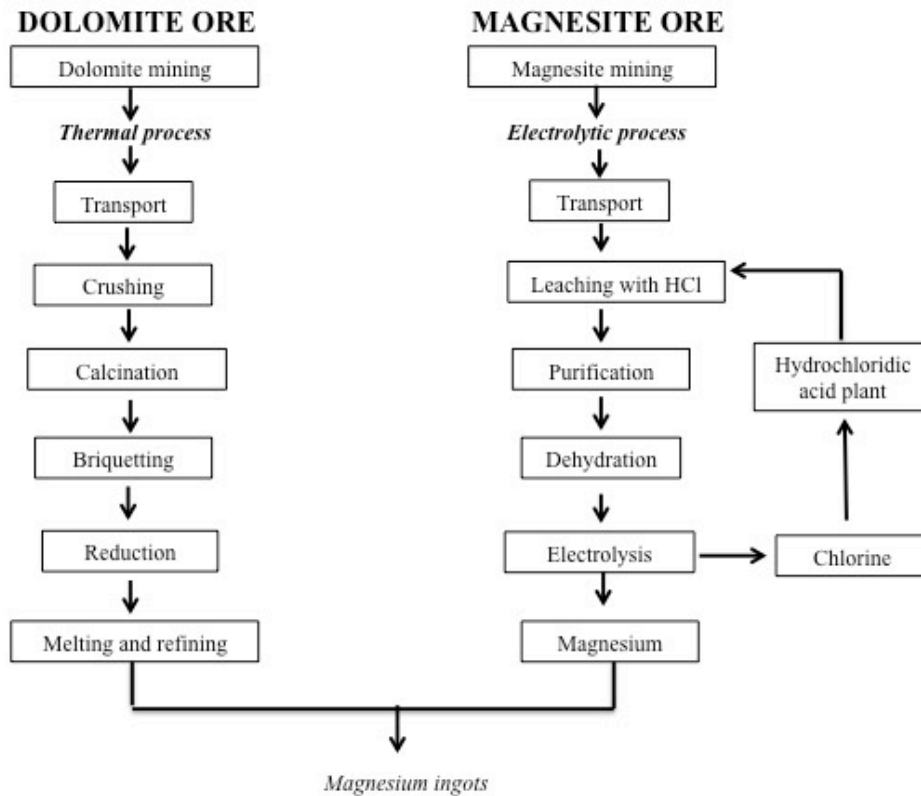 DOLOMITE ORE
Dolomite mining
Thermal process
Transport
Crushing
Calcination
Briquetting
Reduction
Melting and refining
MAGNESITE ORE
Magnesite mining
Electrolytic process
Transport
Leaching with HCl
Purification
Dehydration
Electrolysis
Magnesium
Chlorine
Hydrochloridic
acid plant
Magnesium ingots